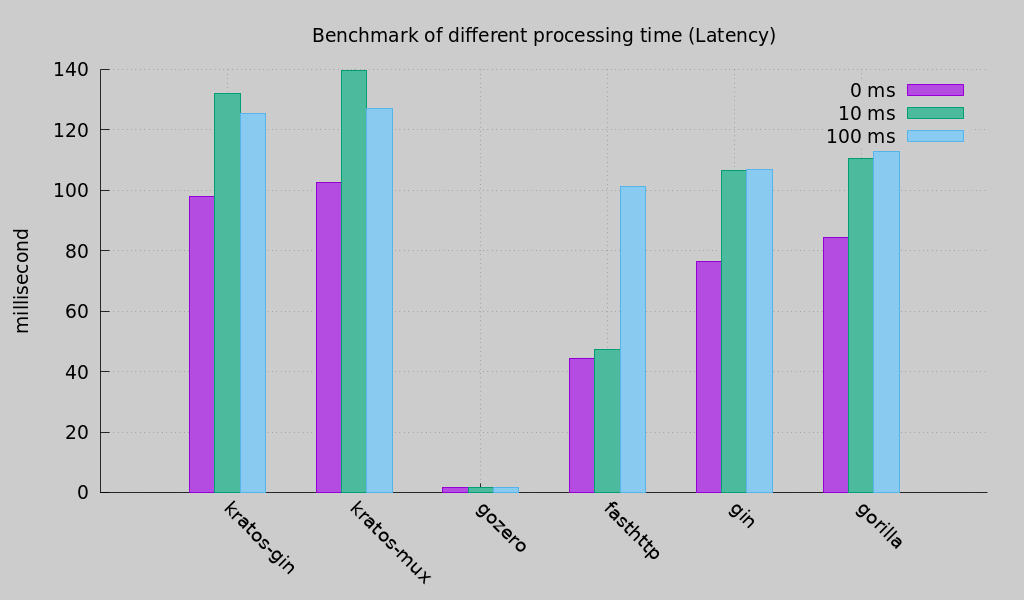 Benchmark of different processing time (Latency)
0 ms
10 ms
100 ms
millisecond
140
120
100
80
60
40
20
0
kratos-gin
kratos-mux
gozero
fasthttp
gin
gorilla